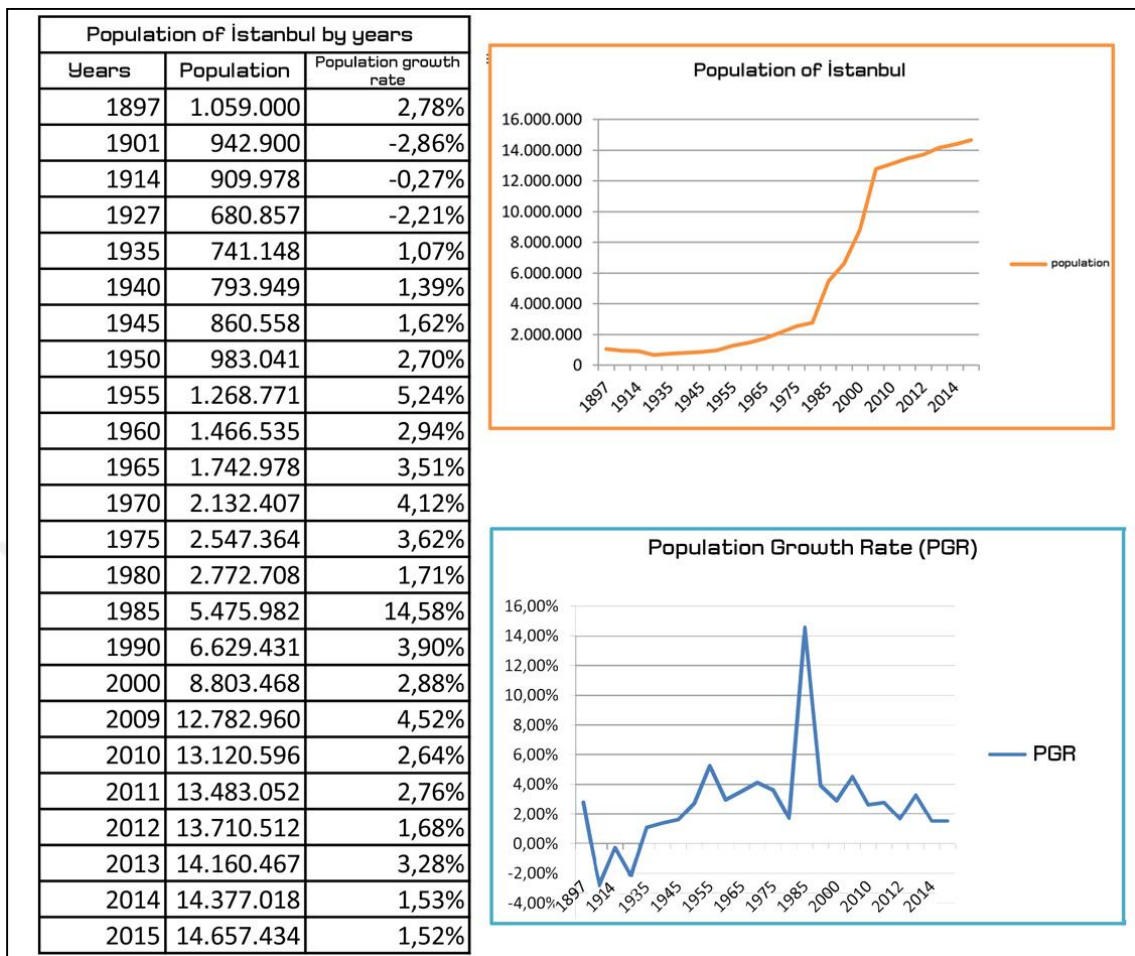 Population of İstanbul by years
Years Population Population growth rate
1897 1.059.000 2,78%
1901 942.900 -2,86%
1914 909.978 -0,27%
1927 680.857 -2,21%
1935 741.148 1,07%
1940 793.949 1,39%
1945 860.558 1,62%
1950 983.041 2,70%
1955 1.268.771 5,24%
1960 1.466.535 2,94%
1965 1.742.978 3,51%
1970 2.132.407 4,12%
1975 2.547.364 3,62%
1980 2.772.708 1,71%
1985 5.475.982 14,58%
1990 6.629.431 3,90%
2000 8.803.468 2,88%
2009 12.782.960 4,52%
2010 13.120.596 2,64%
2011 13.483.052 2,76%
2012 13.710.512 1,68%
2013 14.160.467 3,28%
2014 14.377.018 1,53%
2015 14.657.434 1,52%
Population of İstanbul
16.000.000
14.000.000
12.000.000
10.000.000
8.000.000
6.000.000
4.000.000
2.000.000
0
1897 1914 1935 1945 1955 1965 1975 1985 2000 2010 2012 2014
population
Population Growth Rate (PGR)
16,00%
14,00%
12,00%
10,00%
8,00%
6,00%
4,00%
2,00%
0,00%
-2,00%
-4,00%
1897 1914 1935 1945 1955 1965 1975 1985 2000 2010 2012 2014
PGR